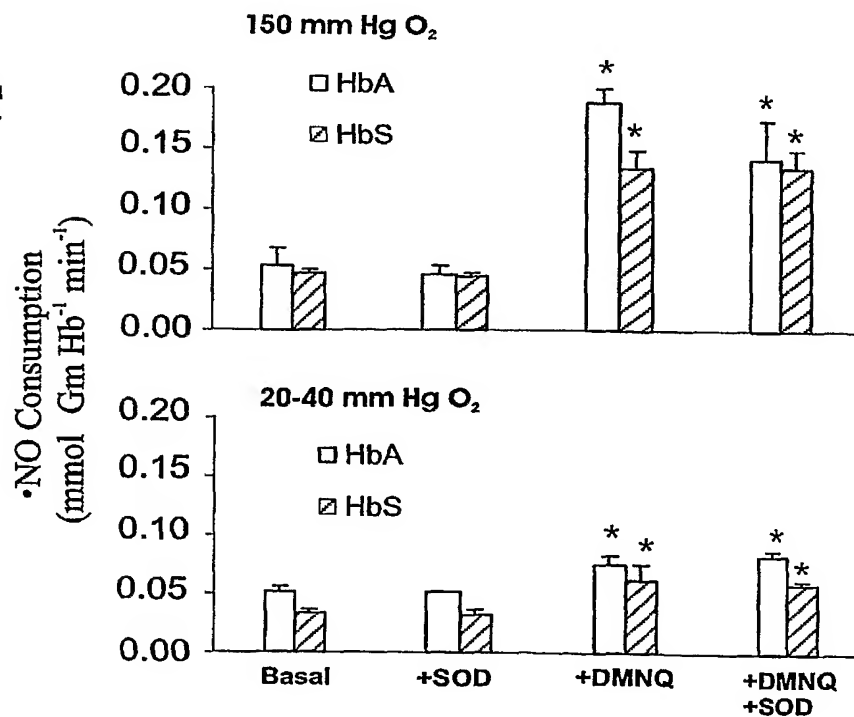 150 mm Hg O₂
HbA
HbS
0.20
0.15
0.10
0.05
0.00
* * * *
•NO Consumption
(mmol Gm Hb⁻¹ min⁻¹)
20-40 mm Hg O₂
HbA
HbS
0.20
0.15
0.10
0.05
0.00
* * * *
Basal +SOD +DMNQ +DMNQ
+SOD